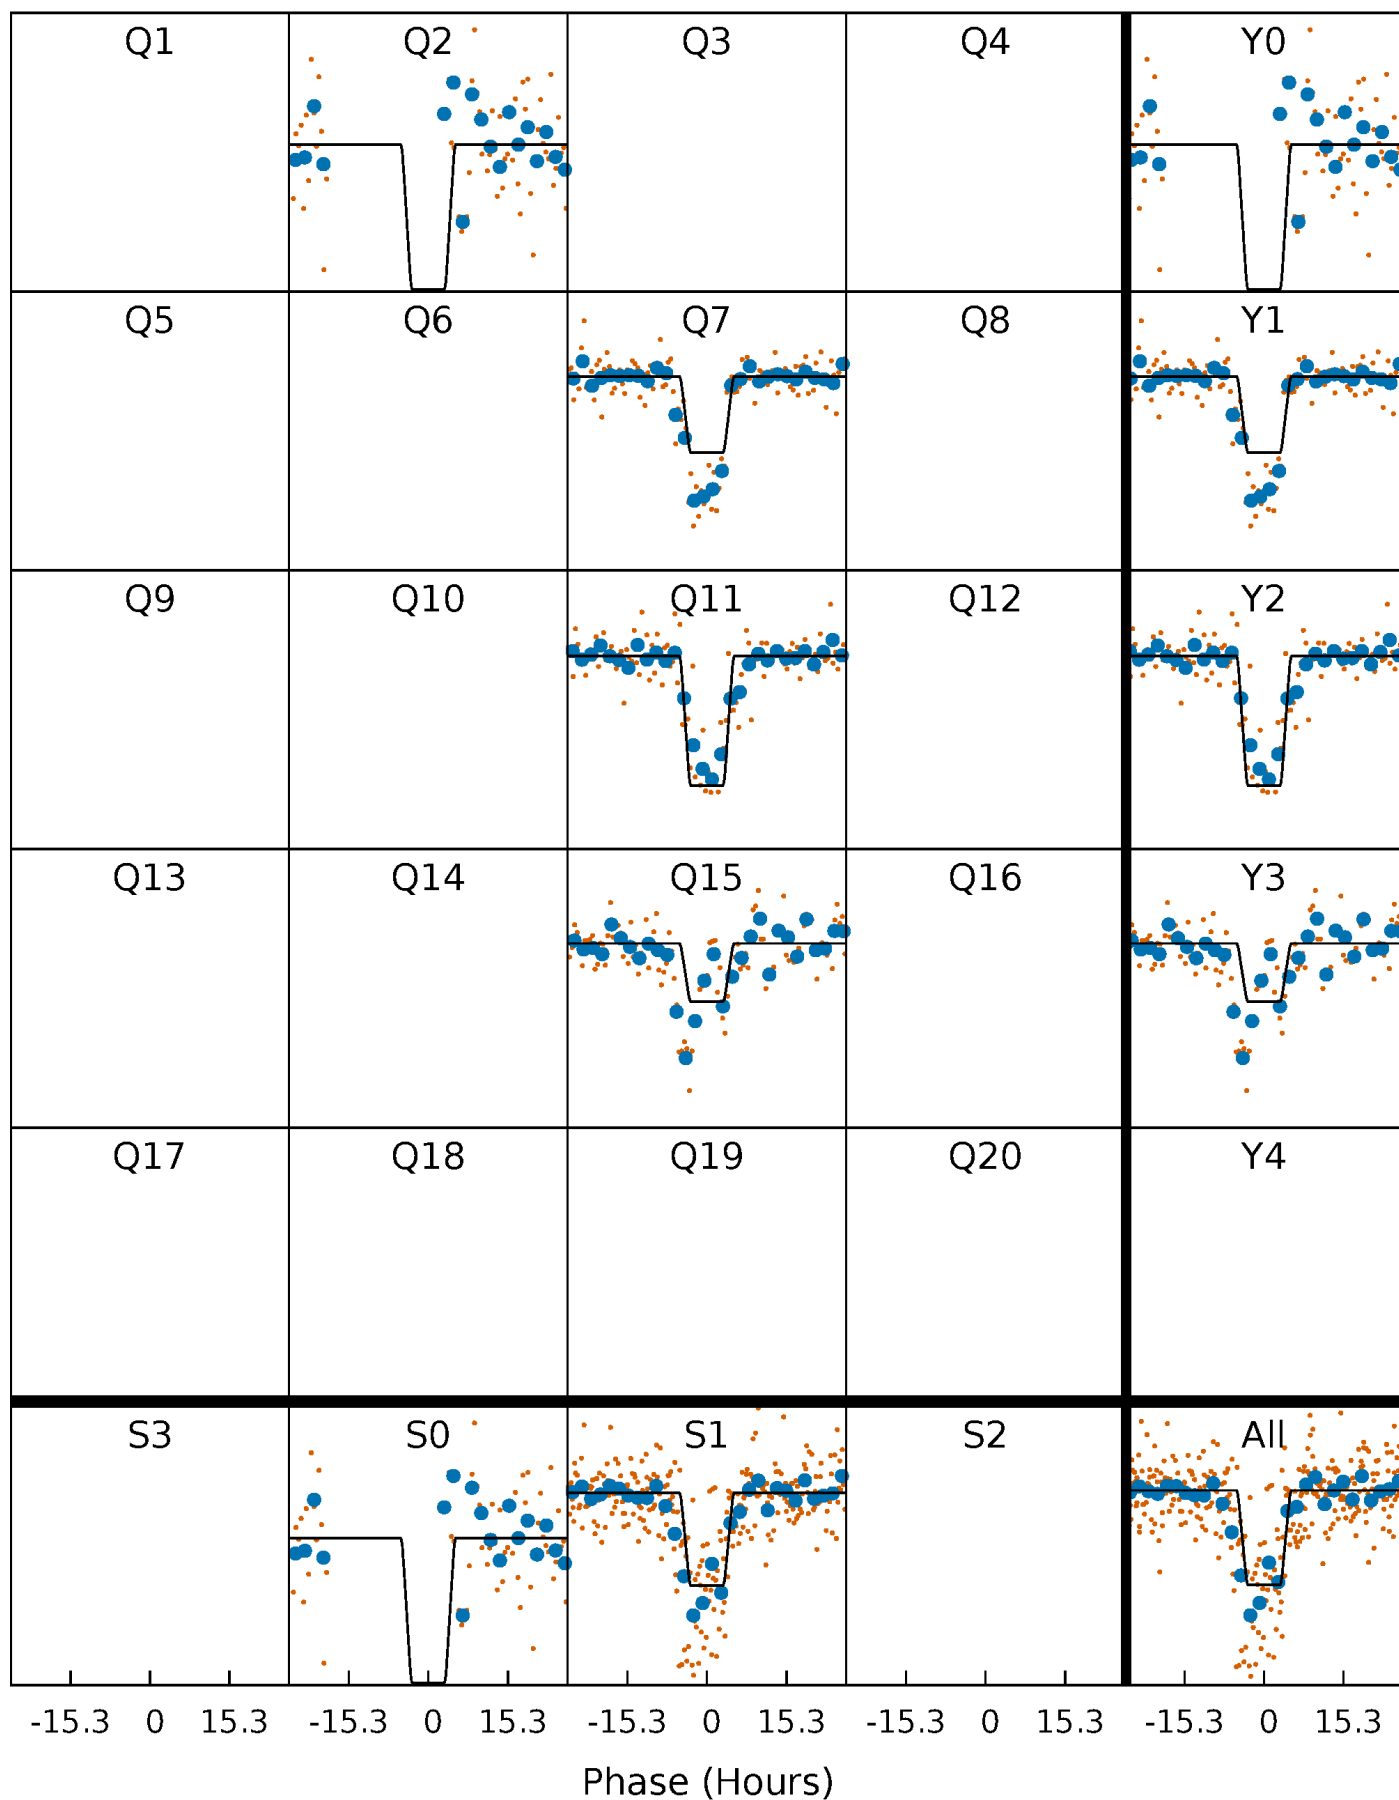 Q1 Q2 Q3 Q4 Y0
Q5 Q6 Q7 Q8 Y1
Q9 Q10 Q11 Q12 Y2
Q13 Q14 Q15 Q16 Y3
Q17 Q18 Q19 Q20 Y4
S3 S0 S1 S2 All
-15.3 0 15.3 -15.3 0 15.3 -15.3 0 15.3 -15.3 0 15.3 -15.3 0 15.3
Phase (Hours)